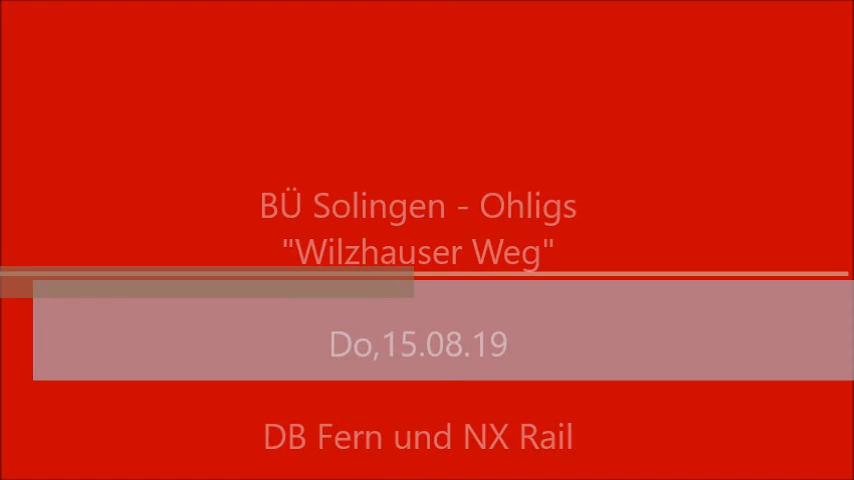 BÜ Solingen - Ohligs
"Wilzhauser Weg"
Do,15.08.19
DB Fern und NX Rail